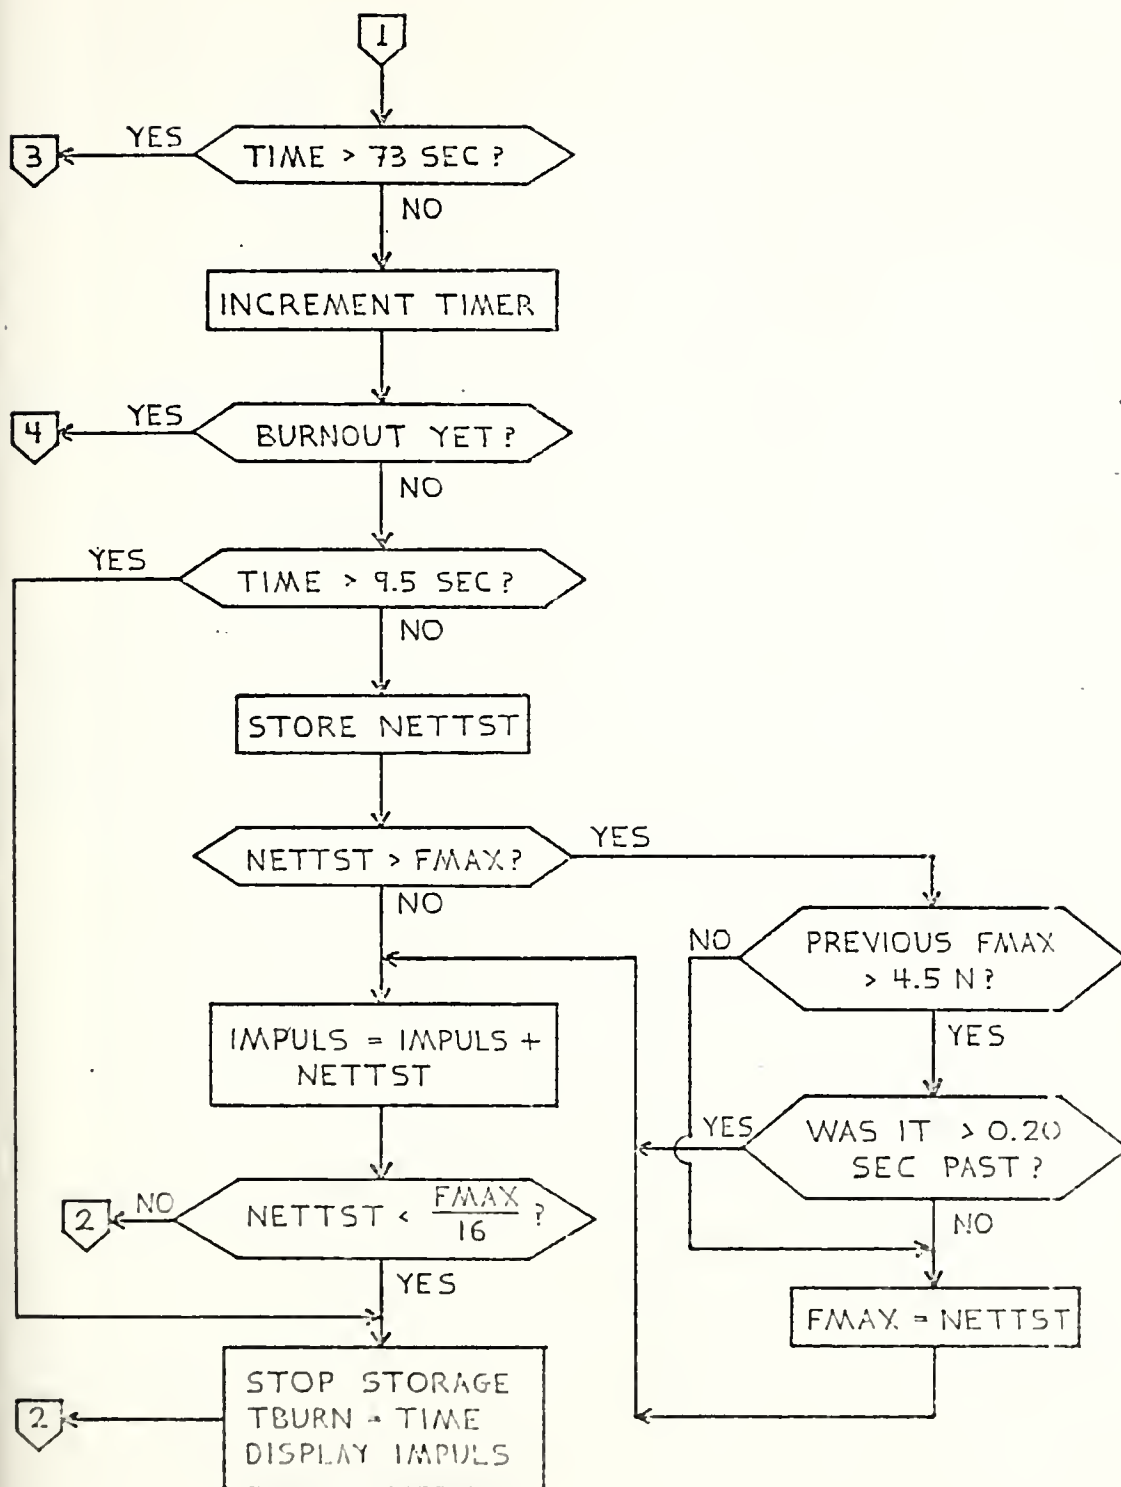 1
YES
3
TIME > 73 SEC?
NO
INCREMENT TIMER
YES
4
BURNOUT YET?
NO
YES
TIME > 9.5 SEC?
NO
STORE NETTST
NETTST > FMAX?
YES
NO
NO
PREVIOUS FMAX
> 4.5 N?
YES
IMPULS = IMPULS +
NETTST
YES
WAS IT > 0.20
SEC PAST?
NO
NO
2
NETTST < FMAX/16 ?
YES
FMAX = NETTST
STOP STORAGE
2
TBURN = TIME
DISPLAY IMPULS